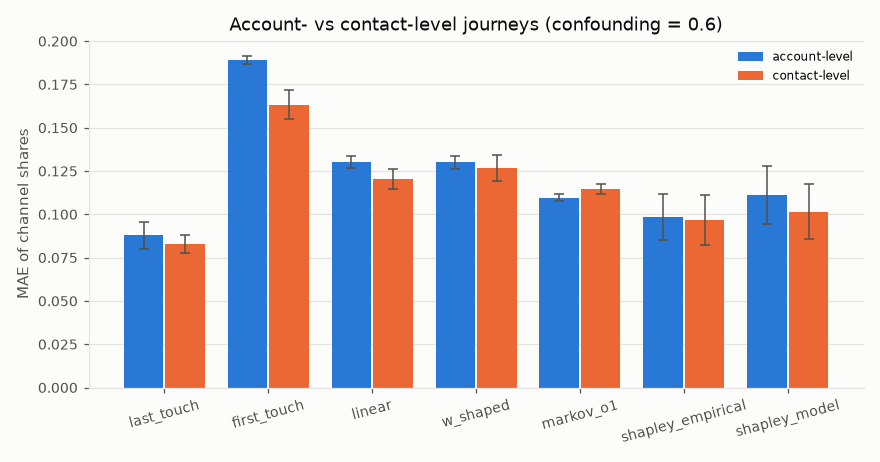 Account- vs contact-level journeys (confounding = 0.6)
account-level
contact-level
MAE of channel shares
0.200
0.175
0.150
0.125
0.100
0.075
0.050
0.025
0.000
last_touch
first_touch
linear
w_shaped
markov_o1
shapley_empirical
shapley_model